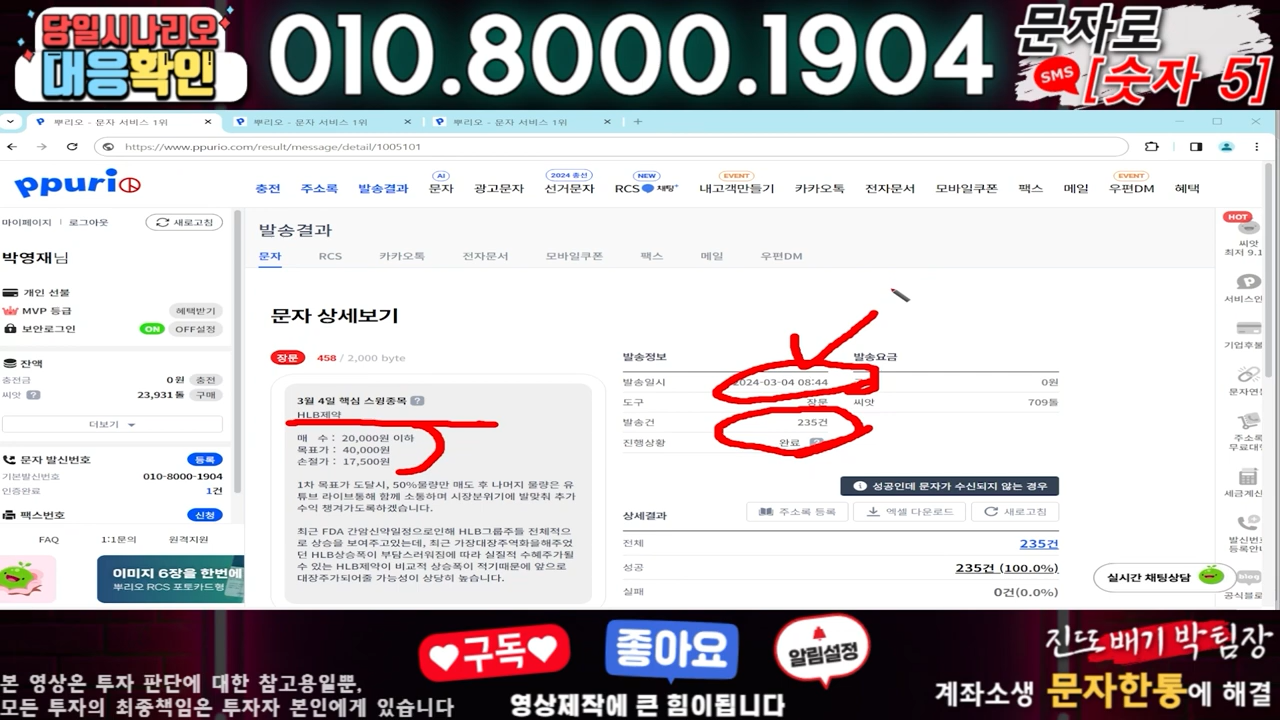 당일시나리오
대응확인
010.8000.1904
문자로
SMS [숫자 5]
뿌리오 - 문자 서비스 1위
뿌리오 - 문자 서비스 1위
뿌리오 - 문자 서비스 1위
https://www.ppurio.com/result/message/detail/1005101
ppurio
AI
2024 총선
NEW
EVENT
EVENT
충전 주소록 발송결과 문자 광고문자 선거문자 RCS 채팅+ 내고객만들기 카카오톡 전자문서 모바일쿠폰 팩스 메일 우편DM 혜택
마이페이지 로그아웃 새로고침
박영재님
개인 선불
MVP 등급 혜택받기
보안로그인 ON OFF설정
잔액
충전금 0 원 충전
씨앗 ? 23,931 톨 구매
더보기
문자 발신번호 등록
기본발신번호 010-8000-1904
인증완료 1건
팩스번호 신청
FAQ 1:1문의 원격지원
이미지 6장을 한번에
뿌리오 RCS 포토카드형
발송결과
문자 RCS 카카오톡 전자문서 모바일쿠폰 팩스 메일 우편DM
문자 상세보기
장문 458 / 2,000 byte
3월 4일 핵심 스윙종목 ?
HLB제약
매 수 : 20,000원 이하
목표가 : 40,000원
손절가 : 17,500원
1차 목표가 도달시, 50%물량만 매도 후 나머지 물량은 유
튜브 라이브통해 함께 소통하며 시장분위기에 발맞춰 추가
수익 챙겨가도록하겠습니다.
최근 FDA 간암신약일정으로인해 HLB그룹주들 전체적으
로 상승을 보여주고있는데, 최근 가장대장주역화를해주었
던 HLB상승폭이 부담스러워짐에 따라 실질적 수혜주가될
수 있는 HLB제약이 비교적 상승폭이 적기때문에 앞으로
대장주가되어줄 가능성이 상당히 높습니다.
발송정보
발송일시 2024-03-04 08:44
도구 장문
발송건 235건
진행상황 완료 ?
발송요금
0원
씨앗 709톨
성공인데 문자가 수신되지 않는 경우
상세결과 주소록 등록 엑셀 다운로드 새로고침
전체 235건
성공 235건 (100.0%)
실패 0건(0.0%)
HOT
씨앗
최저 9.1
서비스인
기업후불
문자연
주소록
무료대
세금계산
발신번호
등록안
blog
공식블로
실시간 채팅상담
구독
좋아요
알림설정
영상제작에 큰 힘이됩니다
본 영상은 투자 판단에 대한 참고용일뿐,
모든 투자의 최종책임은 투자자 본인에게 있습니다
진또배기 박팀장
계좌소생 문자한통에 해결